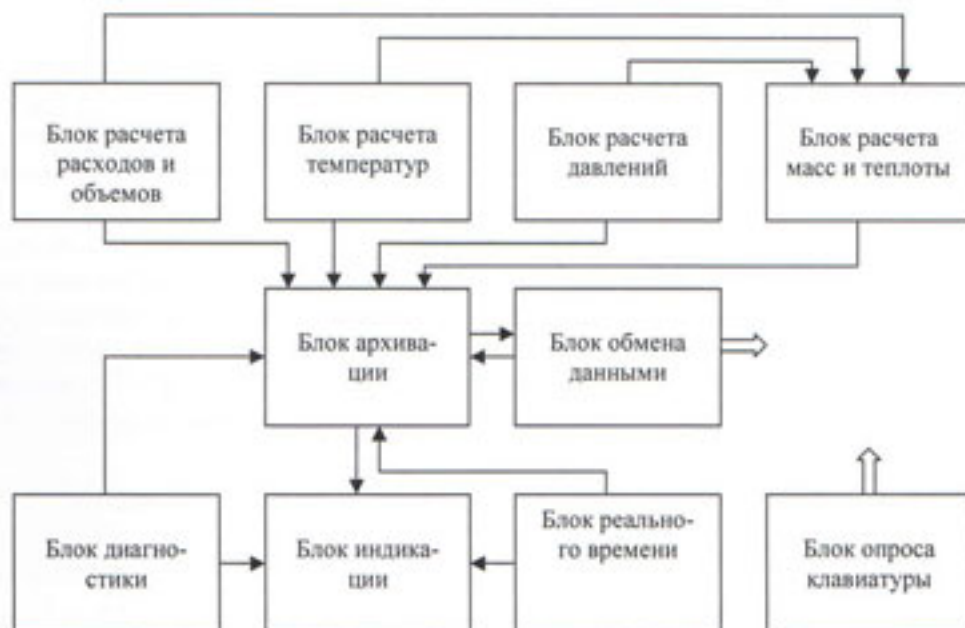 Блок расчета
расходов и
объемов
Блок расчета
температур
Блок расчета
давлений
Блок расчета
масс и теплоты
Блок архива-
ции
Блок обмена
данными
Блок диагно-
стики
Блок индика-
ции
Блок реально-
го времени
Блок опроса
клавиатуры